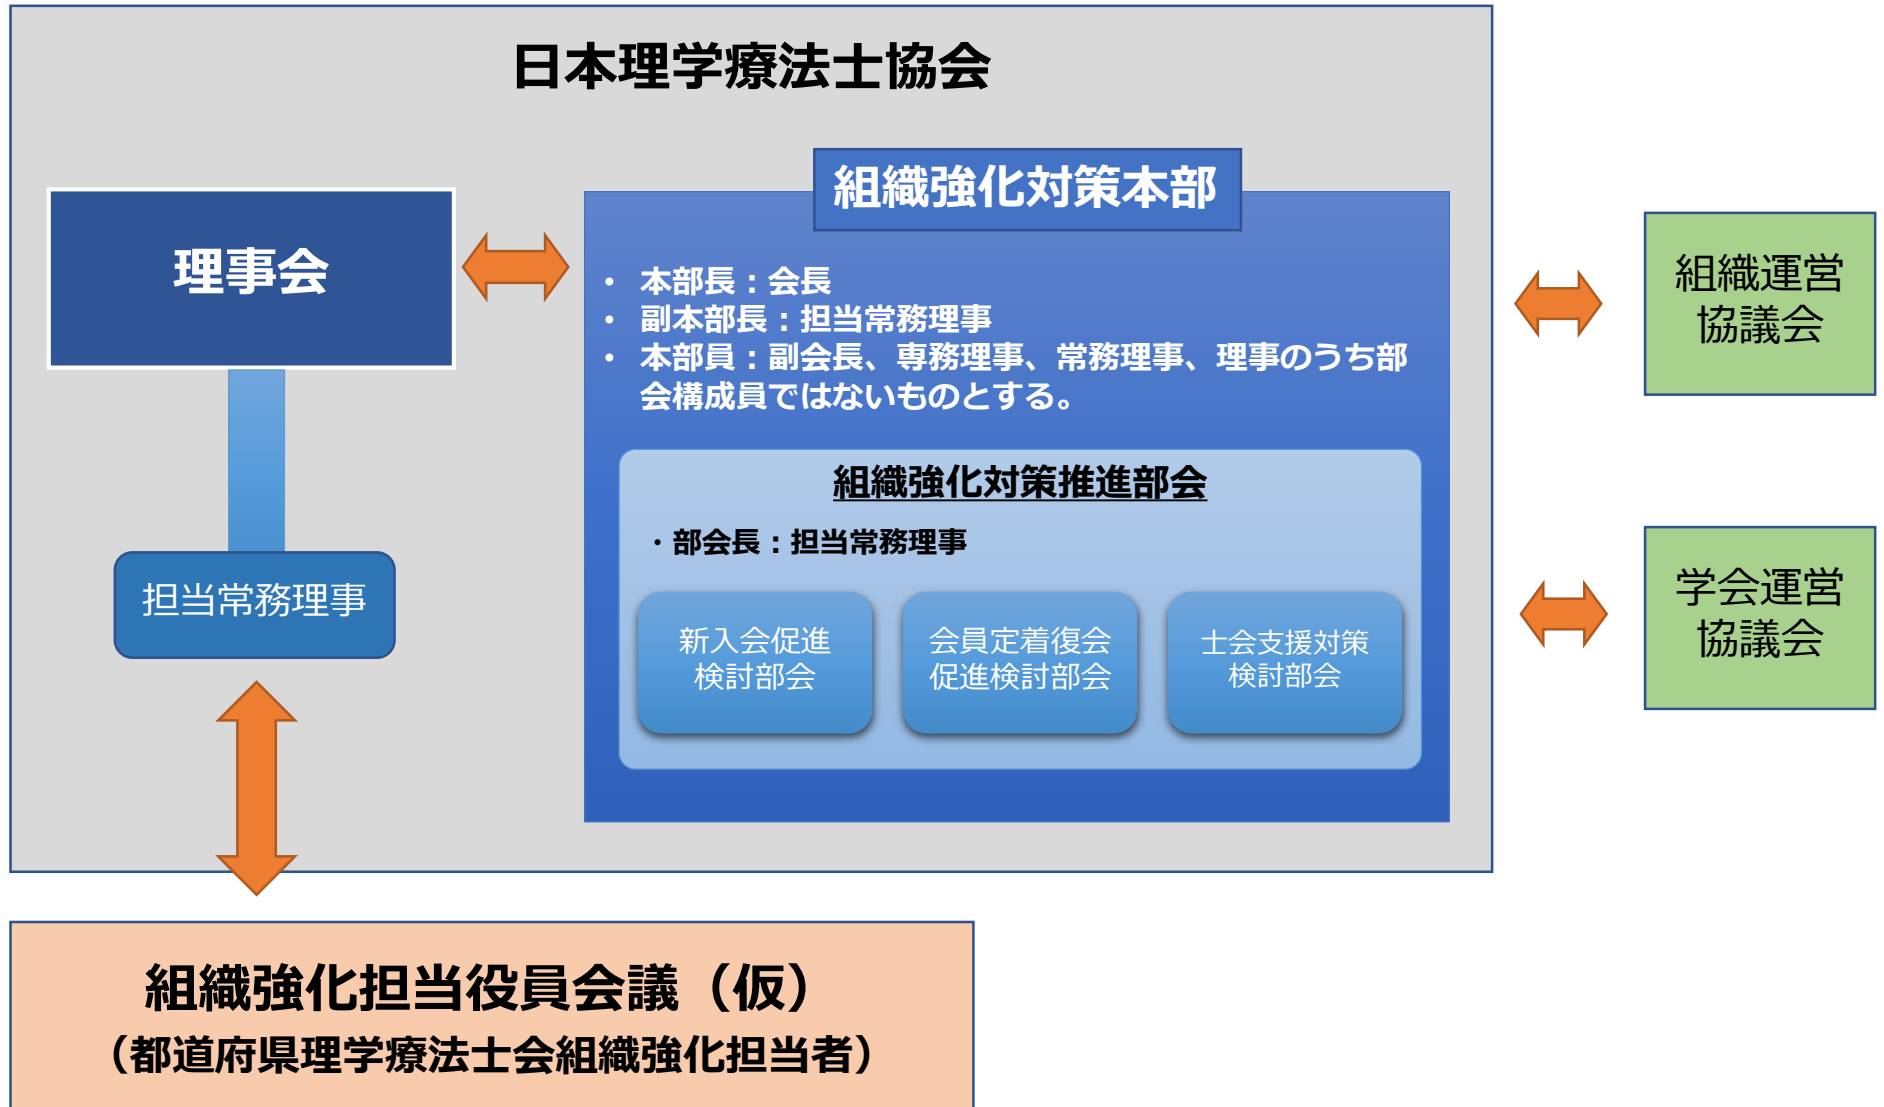 日本理学療法士協会
理事会
担当常務理事
組織強化対策本部
・ 本部長：会長
・ 副本部長：担当常務理事
・ 本部員：副会長、専務理事、常務理事、理事のうち部
会構成員ではないものとする。
組織強化対策推進部会
・部会長：担当常務理事
新入会促進
検討部会
会員定着復会
促進検討部会
士会支援対策
検討部会
組織運営
協議会
学会運営
協議会
組織強化担当役員会議（仮）
（都道府県理学療法士会組織強化担当者）